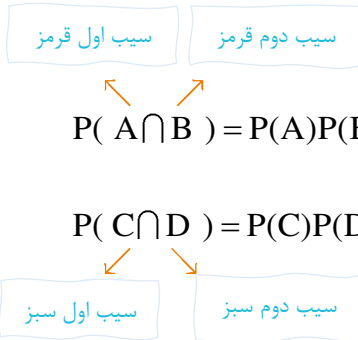 سیب اول قرمز
سیب دوم قرمز
P( A∩B ) = P(A)P(
P( C∩D ) = P(C)P(
سیب اول سبز
سیب دوم سبز